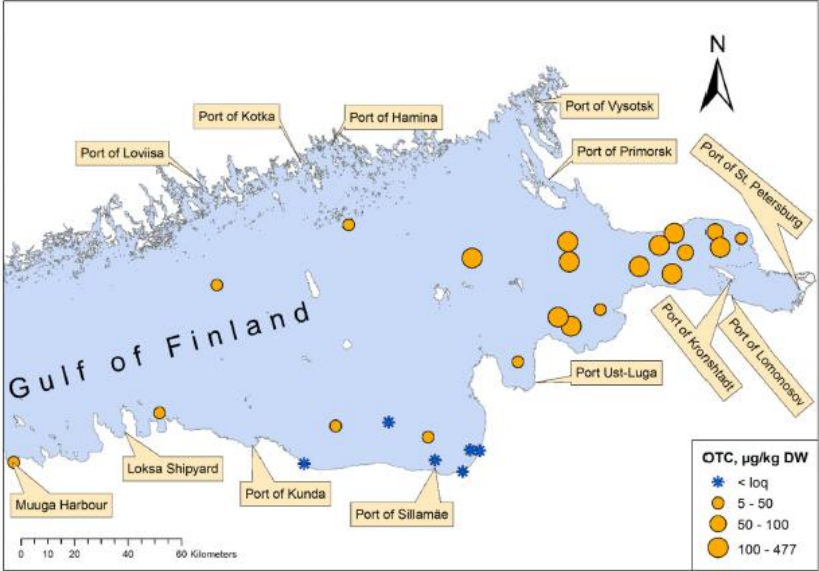 N
Port of Vysotsk
Port of Kotka
Port of Hamina
Port of Loviisa
Port of Primorsk
Port of St. Petersburg
Gulf of Finland
Port of Kronshtadt
Port of Lomonosov
Port Ust-Luga
Loksa Shipyard
Muuga Harbour
Port of Kunda
Port of Sillamäe
OTC, µg/kg DW
< loq
5 - 50
50 - 100
100 - 477
0 10 20 40 60 Kilometers